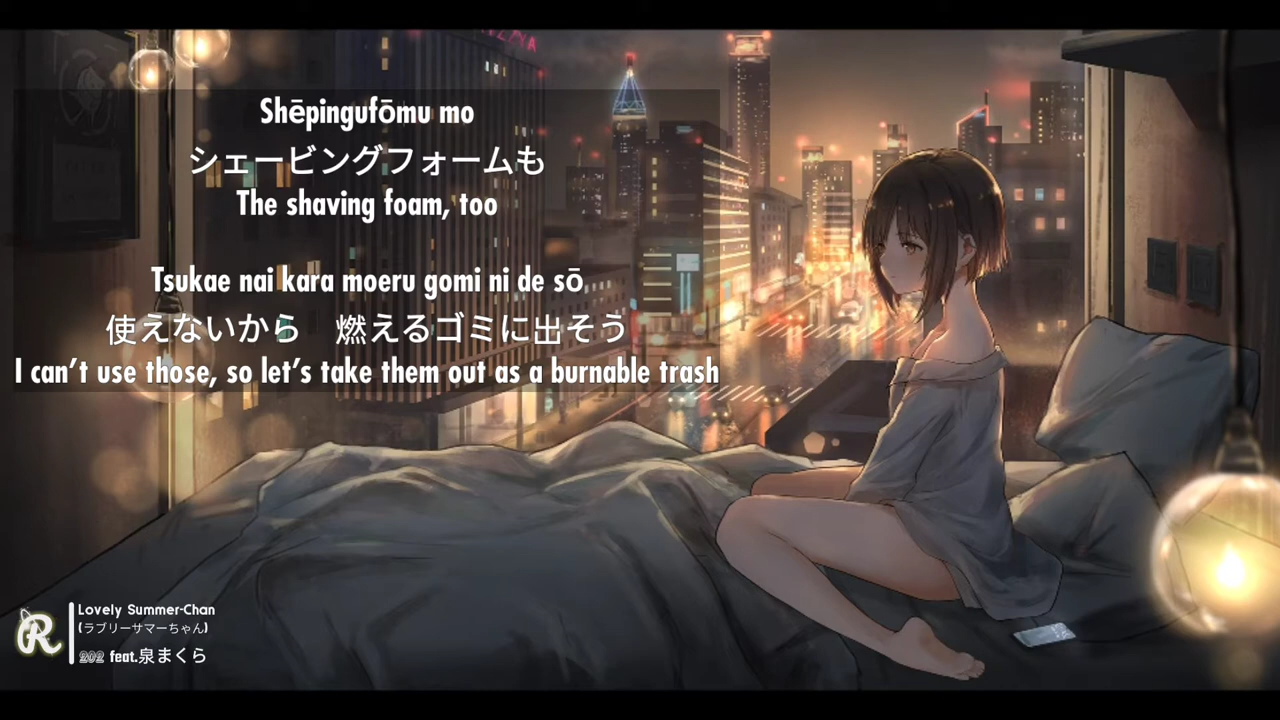 Shēpingufōmu mo
シェービングフォームも
The shaving foam, too
Tsukae nai kara moeru gomi ni de sō
使えないから 燃えるゴミに出そう
I can't use those, so let's take them out as a burnable trash
R
Lovely Summer-Chan
(ラブリーサマーちゃん)
202 feat.泉まくら